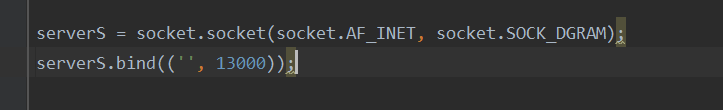 serverS = socket.socket(socket.AF_INET, socket.SOCK_DGRAM);
serverS.bind(('', 13000));